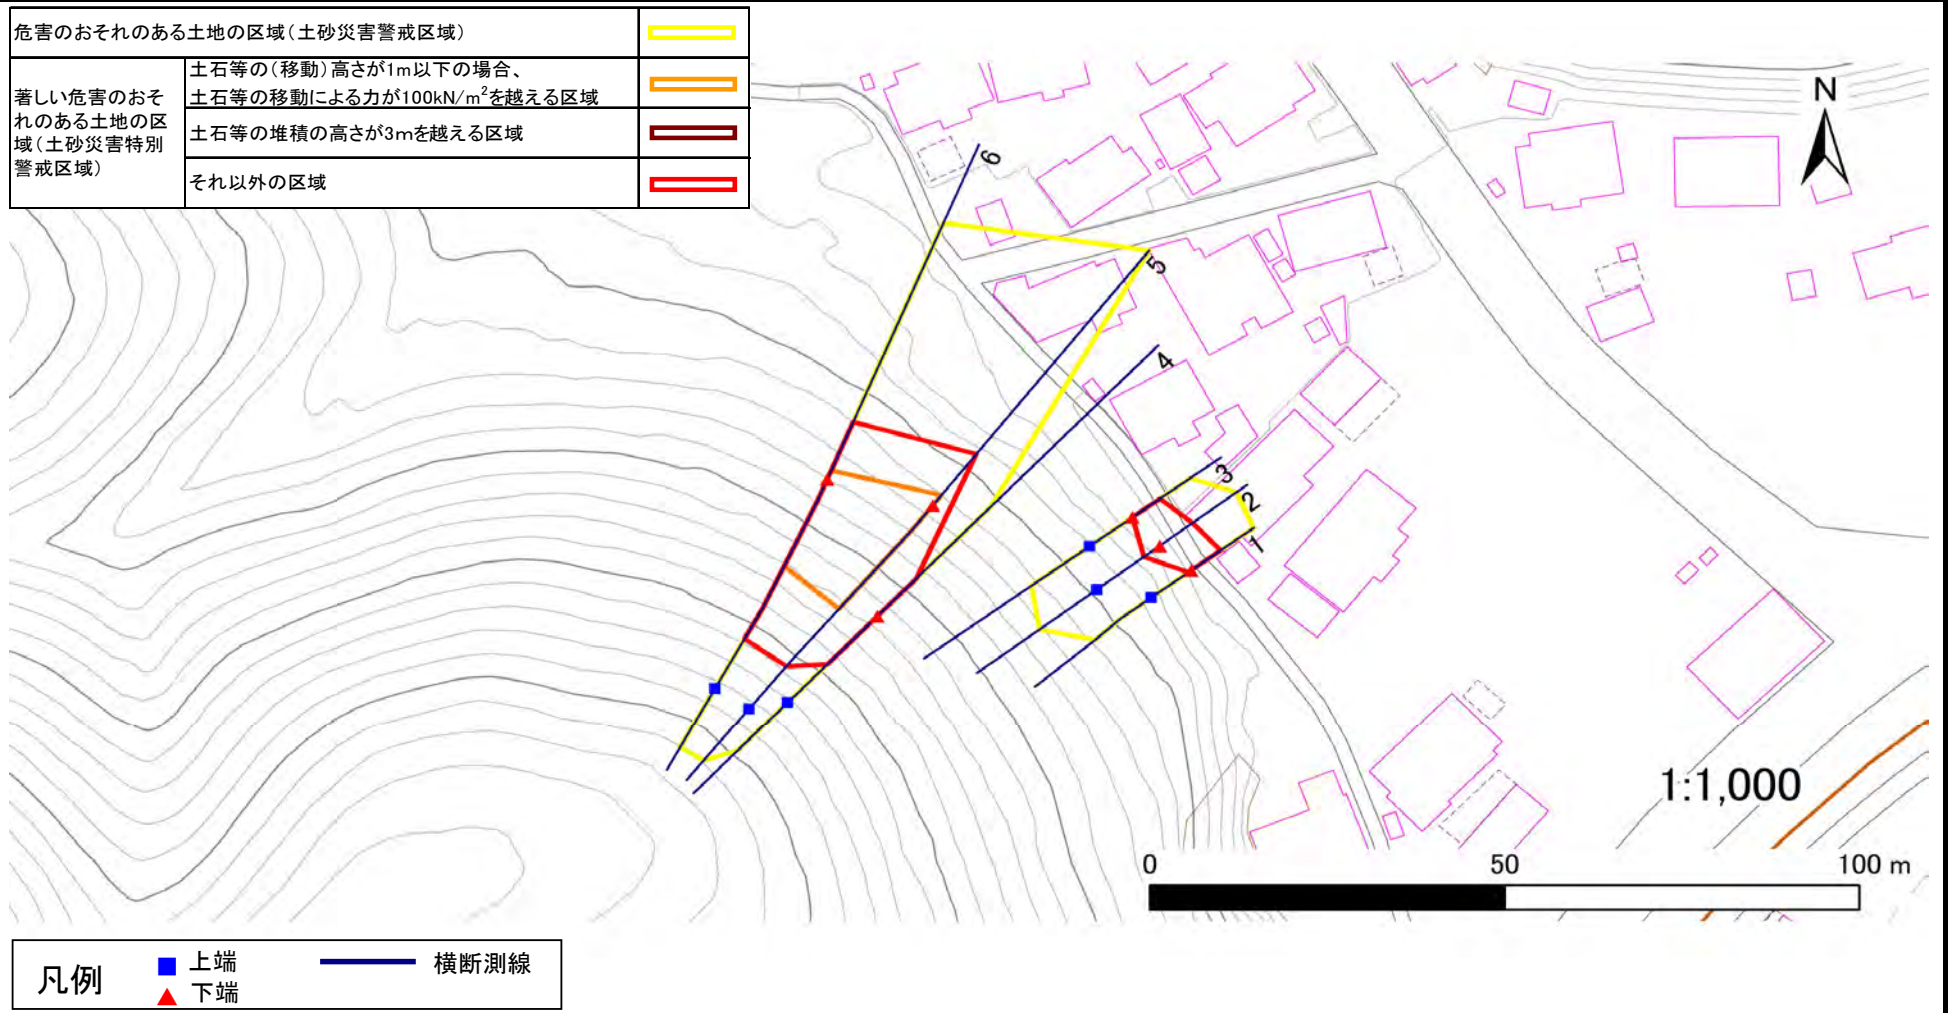 危害のおそれのある土地の区域(土砂災害警戒区域)
著しい危害のおそ
れのある土地の区
域(土砂災害特別
警戒区域)
土石等の(移動)高さが1m以下の場合、
土石等の移動による力が100kN/m²を越える区域
土石等の堆積の高さが3mを越える区域
それ以外の区域
N
6
5
4
3
2
1
1:1,000
0 50 100 m
凡例
上端
下端
横断測線